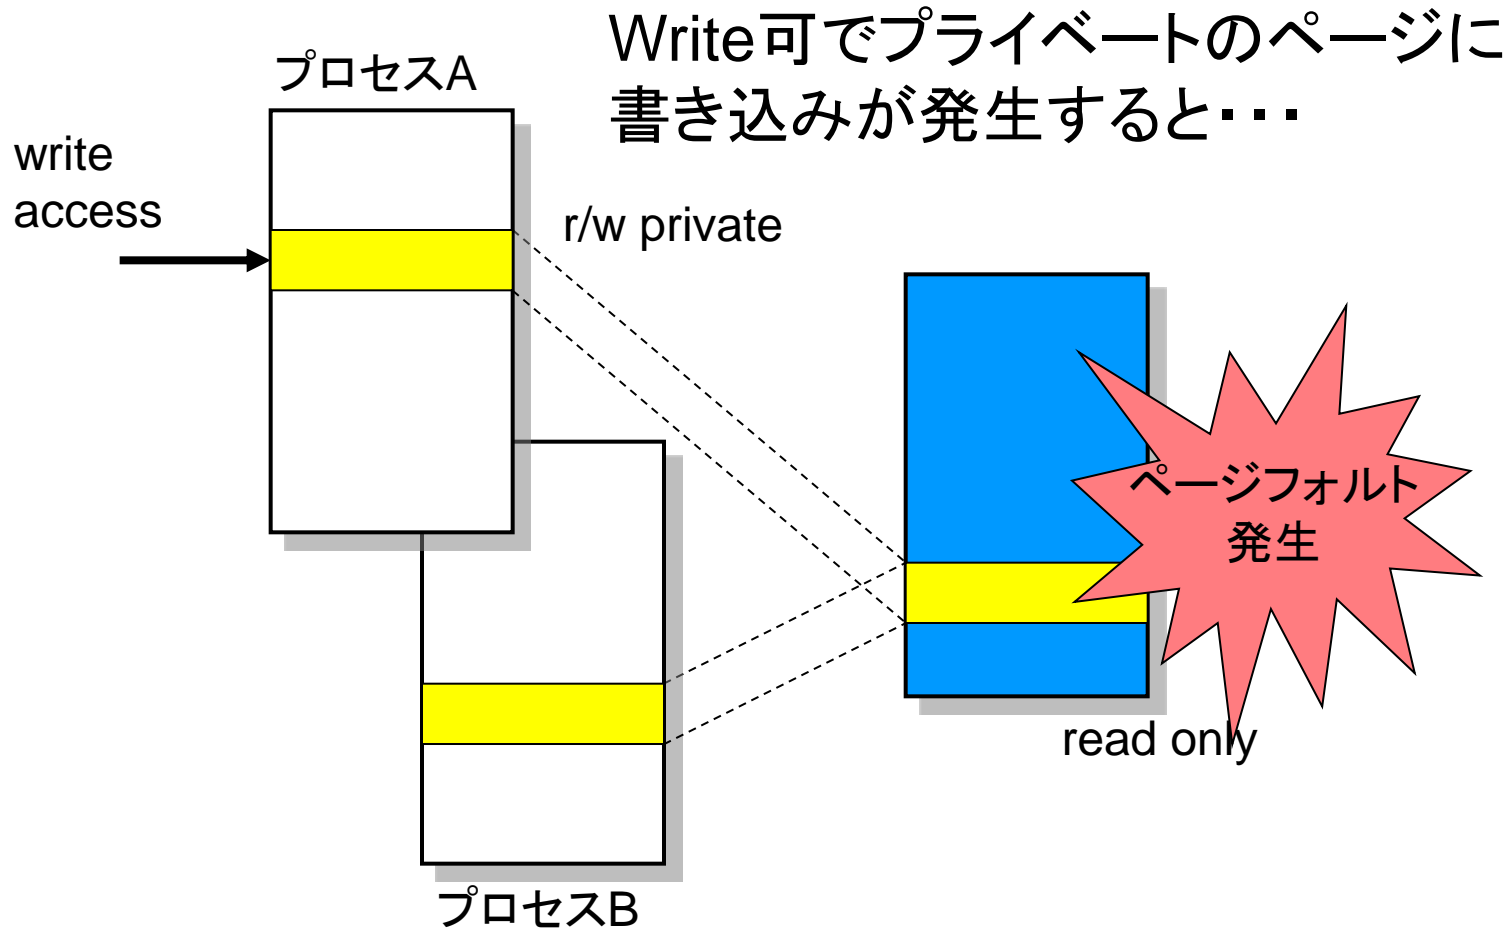 Write可でプライベートのページに
書き込みが発生すると・・・
プロセスA
write
access
r/w private
ページフォルト
発生
read only
プロセスB